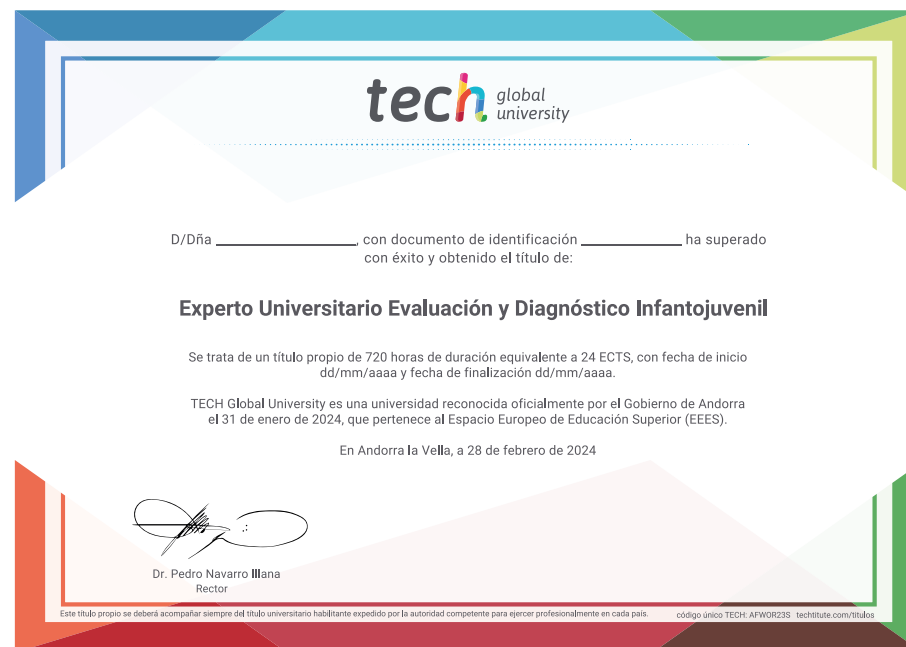 tech global university
D/Dña ____________, con documento de identificación ____________ ha superado
con éxito y obtenido el título de:
Experto Universitario Evaluación y Diagnóstico Infantojuvenil
Se trata de un título propio de 720 horas de duración equivalente a 24 ECTS, con fecha de inicio
dd/mm/aaaa y fecha de finalización dd/mm/aaaa.
TECH Global University es una universidad reconocida oficialmente por el Gobierno de Andorra
el 31 de enero de 2024, que pertenece al Espacio Europeo de Educación Superior (EEES).
En Andorra la Vella, a 28 de febrero de 2024
Dr. Pedro Navarro Illana
Rector
Este título propio se deberá acompañar siempre del título universitario habilitante expedido por la autoridad competente para ejercer profesionalmente en cada país.
código único TECH: AFWOR23S techtitute.com/titulos